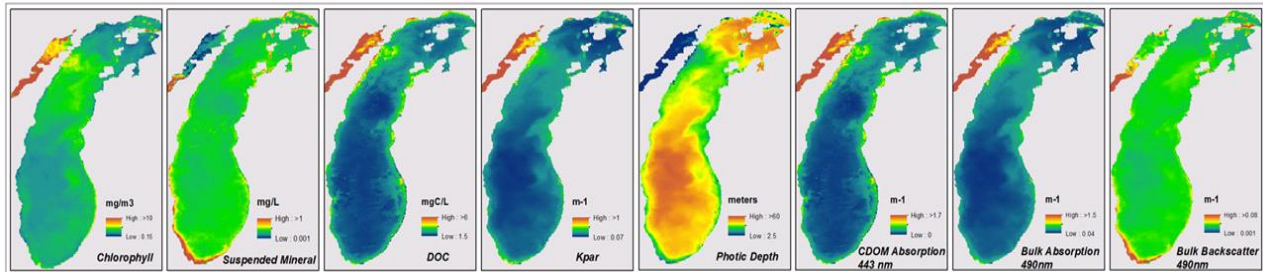 mg/m3
High : >10
Low : 0.15
Chlorophyll
mg/L
High : >1
Low : 0.001
Suspended Mineral
mgC/L
High : >6
Low : 1.5
DOC
m-1
High : >1
Low : 0.07
Kpar
meters
High : >60
Low : 2.5
Photic Depth
m-1
High : >1.7
Low : 0
CDOM Absorption
443 nm
m-1
High : >1.5
Low : 0.04
Bulk Absorption
490nm
m-1
High : >0.08
Low : 0.001
Bulk Backscatter
490nm